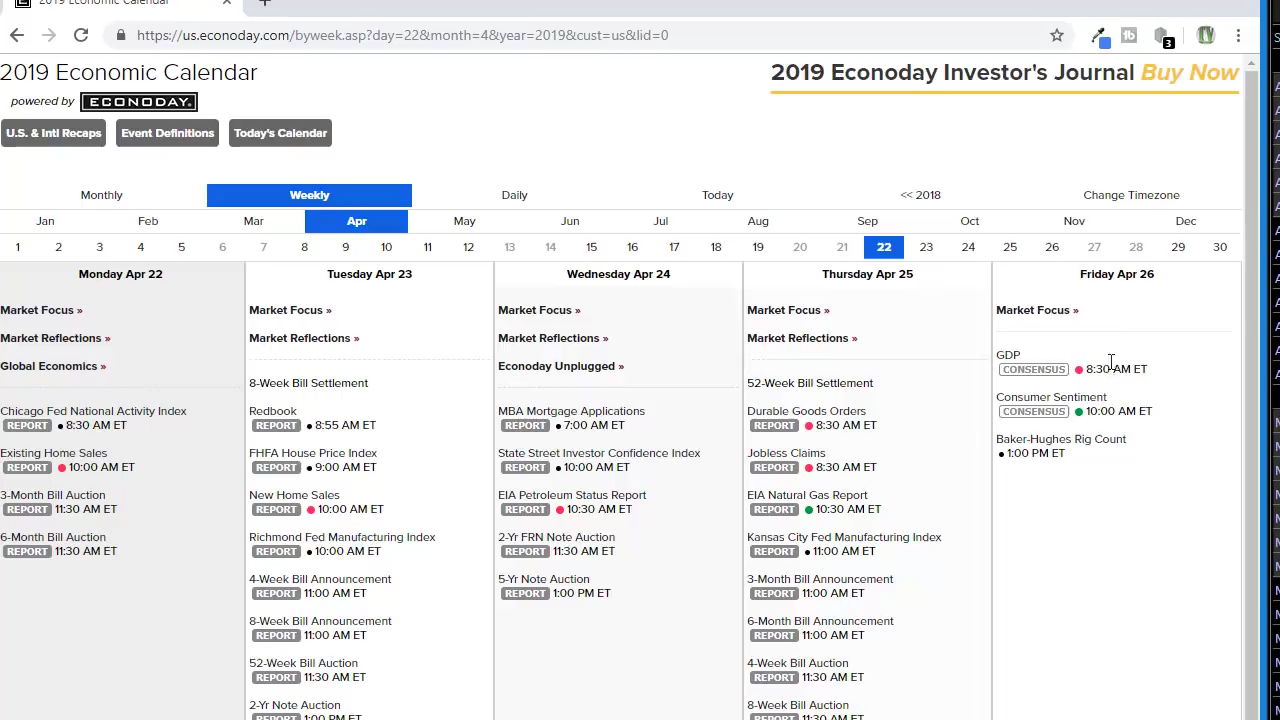 2019 Economic Calendar
https://us.econoday.com/byweek.asp?day=22&month=4&year=2019&cust=us&lid=0
3
2019 Economic Calendar
2019 Econoday Investor's Journal Buy Now
powered by ECONODAY.
U.S. & Intl Recaps Event Definitions Today's Calendar
Monthly Weekly Daily Today << 2018 Change Timezone
Jan Feb Mar Apr May Jun Jul Aug Sep Oct Nov Dec
1 2 3 4 5 6 7 8 9 10 11 12 13 14 15 16 17 18 19 20 21 22 23 24 25 26 27 28 29 30
Monday Apr 22
Market Focus »
Market Reflections »
Global Economics »
Chicago Fed National Activity Index
REPORT 8:30 AM ET
Existing Home Sales
REPORT 10:00 AM ET
3-Month Bill Auction
REPORT 11:30 AM ET
6-Month Bill Auction
REPORT 11:30 AM ET
Tuesday Apr 23
Market Focus »
Market Reflections »
8-Week Bill Settlement
Redbook
REPORT 8:55 AM ET
FHFA House Price Index
REPORT 9:00 AM ET
New Home Sales
REPORT 10:00 AM ET
Richmond Fed Manufacturing Index
REPORT 10:00 AM ET
4-Week Bill Announcement
REPORT 11:00 AM ET
8-Week Bill Announcement
REPORT 11:00 AM ET
52-Week Bill Auction
REPORT 11:30 AM ET
2-Yr Note Auction
REPORT 1:00 PM ET
Wednesday Apr 24
Market Focus »
Market Reflections »
Econoday Unplugged »
MBA Mortgage Applications
REPORT 7:00 AM ET
State Street Investor Confidence Index
REPORT 10:00 AM ET
EIA Petroleum Status Report
REPORT 10:30 AM ET
2-Yr FRN Note Auction
REPORT 11:30 AM ET
5-Yr Note Auction
REPORT 1:00 PM ET
Thursday Apr 25
Market Focus »
Market Reflections »
52-Week Bill Settlement
Durable Goods Orders
REPORT 8:30 AM ET
Jobless Claims
REPORT 8:30 AM ET
EIA Natural Gas Report
REPORT 10:30 AM ET
Kansas City Fed Manufacturing Index
REPORT 11:00 AM ET
3-Month Bill Announcement
REPORT 11:00 AM ET
6-Month Bill Announcement
REPORT 11:00 AM ET
4-Week Bill Auction
REPORT 11:30 AM ET
8-Week Bill Auction
REPORT 11:30 AM ET
Friday Apr 26
Market Focus »
GDP
CONSENSUS 8:30 AM ET
Consumer Sentiment
CONSENSUS 10:00 AM ET
Baker-Hughes Rig Count
1:00 PM ET